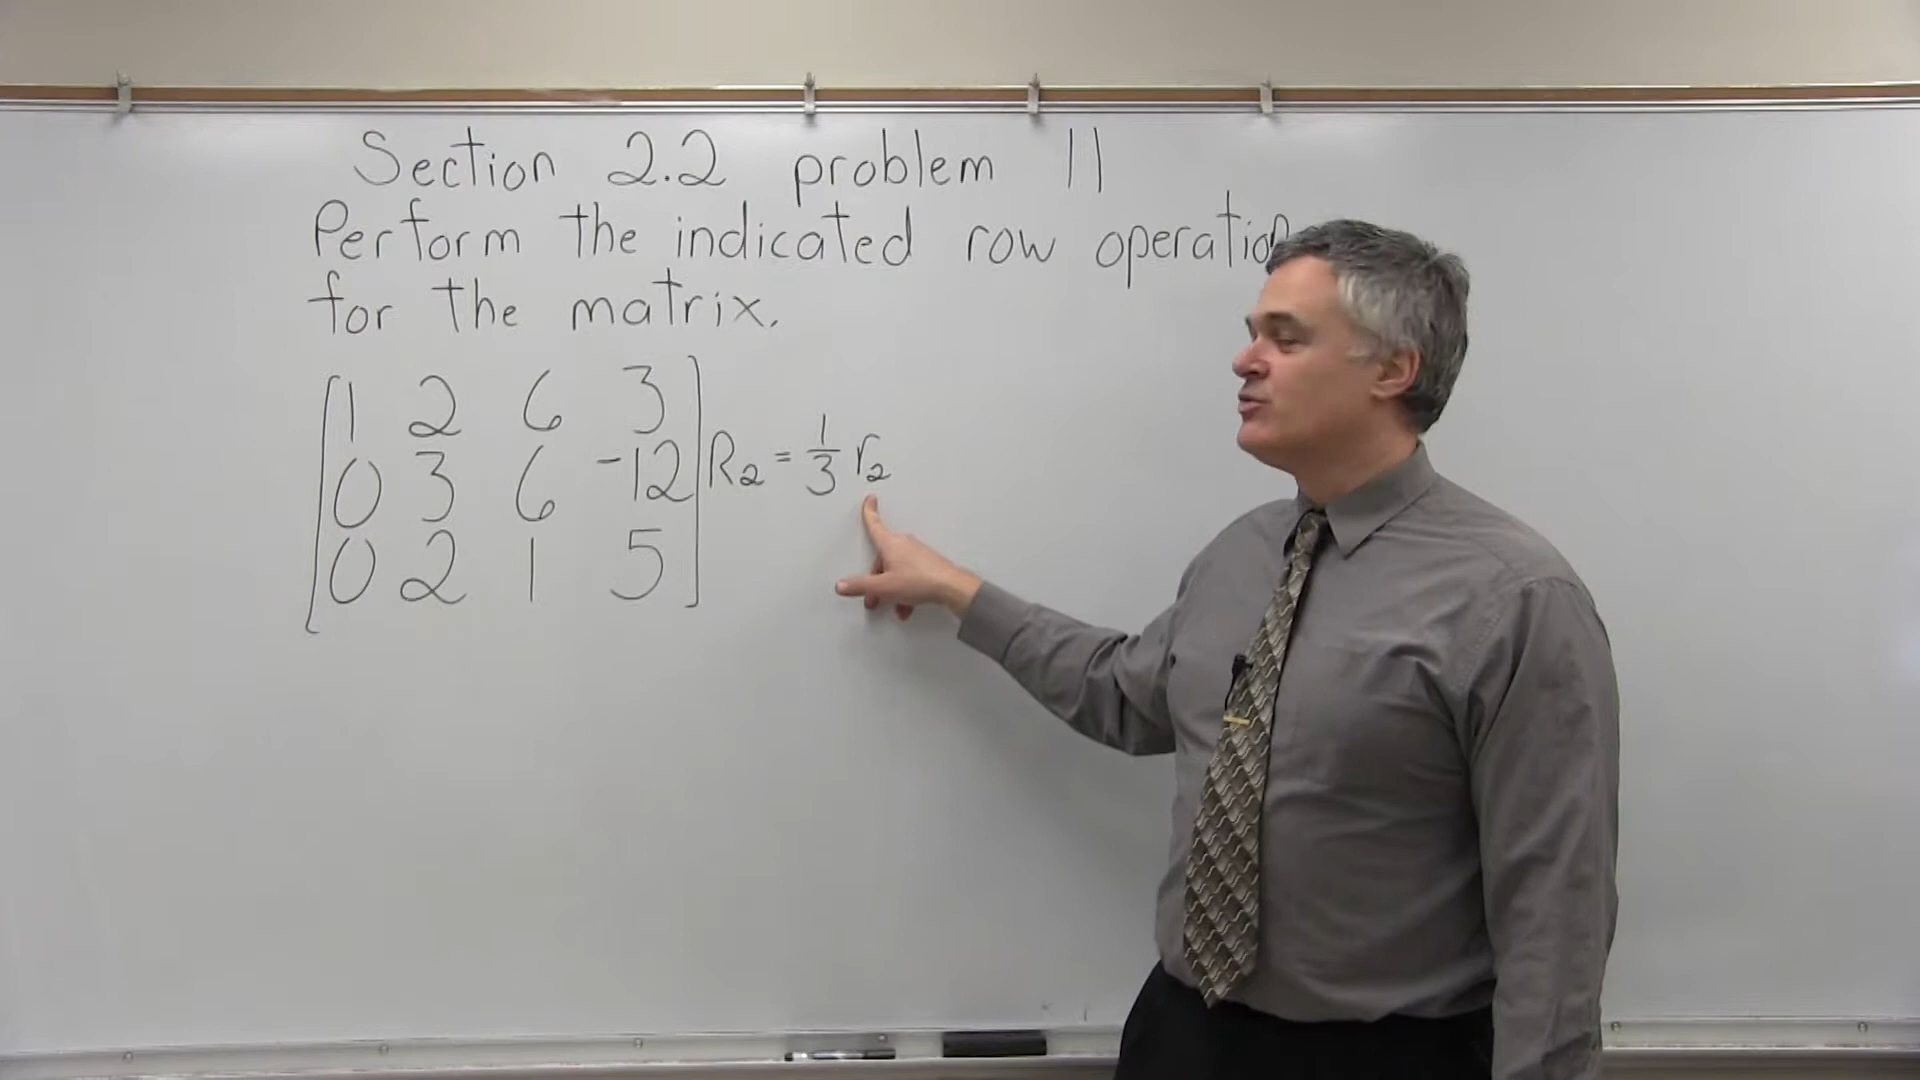 Section 2.2 problem 11
Perform the indicated row operation
for the matrix.
[1 2 6 3]
[0 3 6 -12] R₂ = 1/3 r₂
[0 2 1 5]